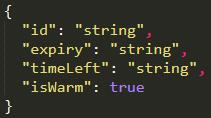 {
  "id": "string",
  "expiry": "string",
  "timeLeft": "string",
  "isWarm": true
}